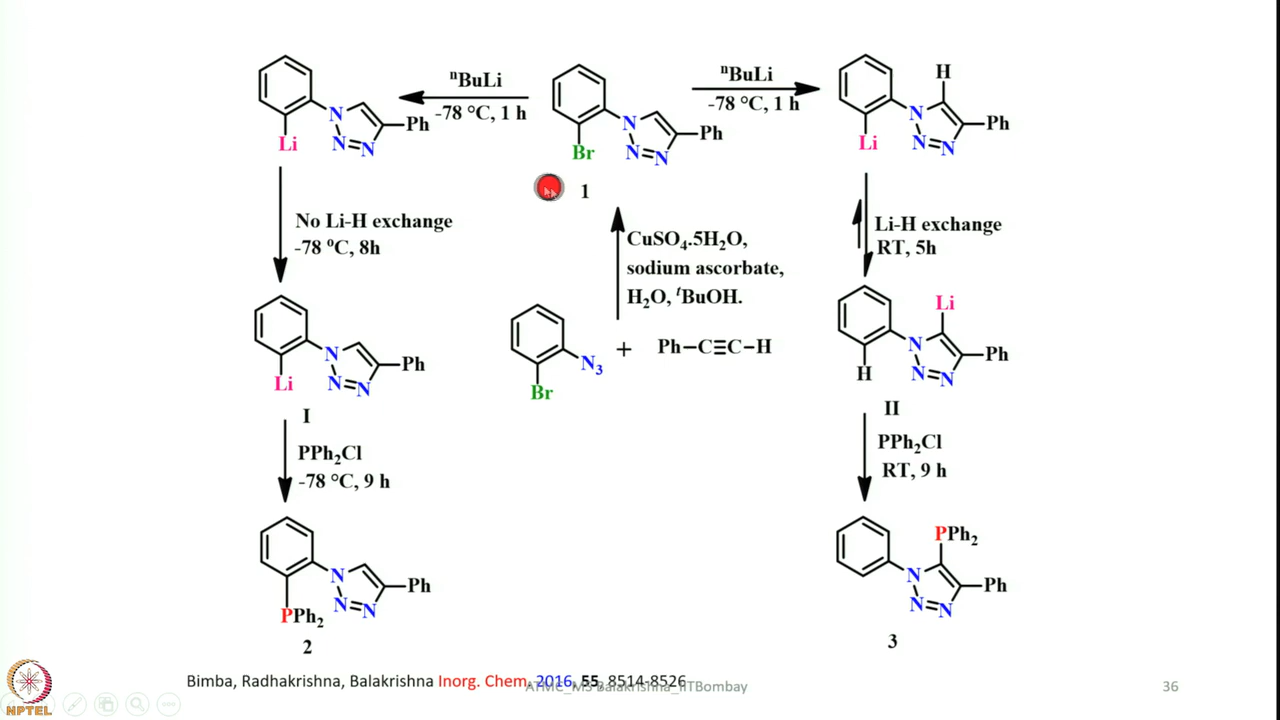 ⁿBuLi
-78 °C, 1 h
ⁿBuLi
-78 °C, 1 h
Li
N
N=N
Ph
Br
N
N=N
Ph
1
Li
H
N
N=N
Ph
No Li-H exchange
-78 ⁰C, 8h
CuSO₄.5H₂O,
sodium ascorbate,
H₂O, ᵗBuOH.
Li-H exchange
RT, 5h
Li
N
N=N
Ph
I
Br
N₃
+
Ph–C≡C–H
Li
H
N
N=N
Ph
II
PPh₂Cl
-78 °C, 9 h
PPh₂Cl
RT, 9 h
PPh₂
N
N=N
Ph
2
PPh₂
N
N=N
Ph
3
Bimba, Radhakrishna, Balakrishna Inorg. Chem. 2016, 55, 8514-8526
ATMC_MS Balakrishna_IITBombay
36
NPTEL